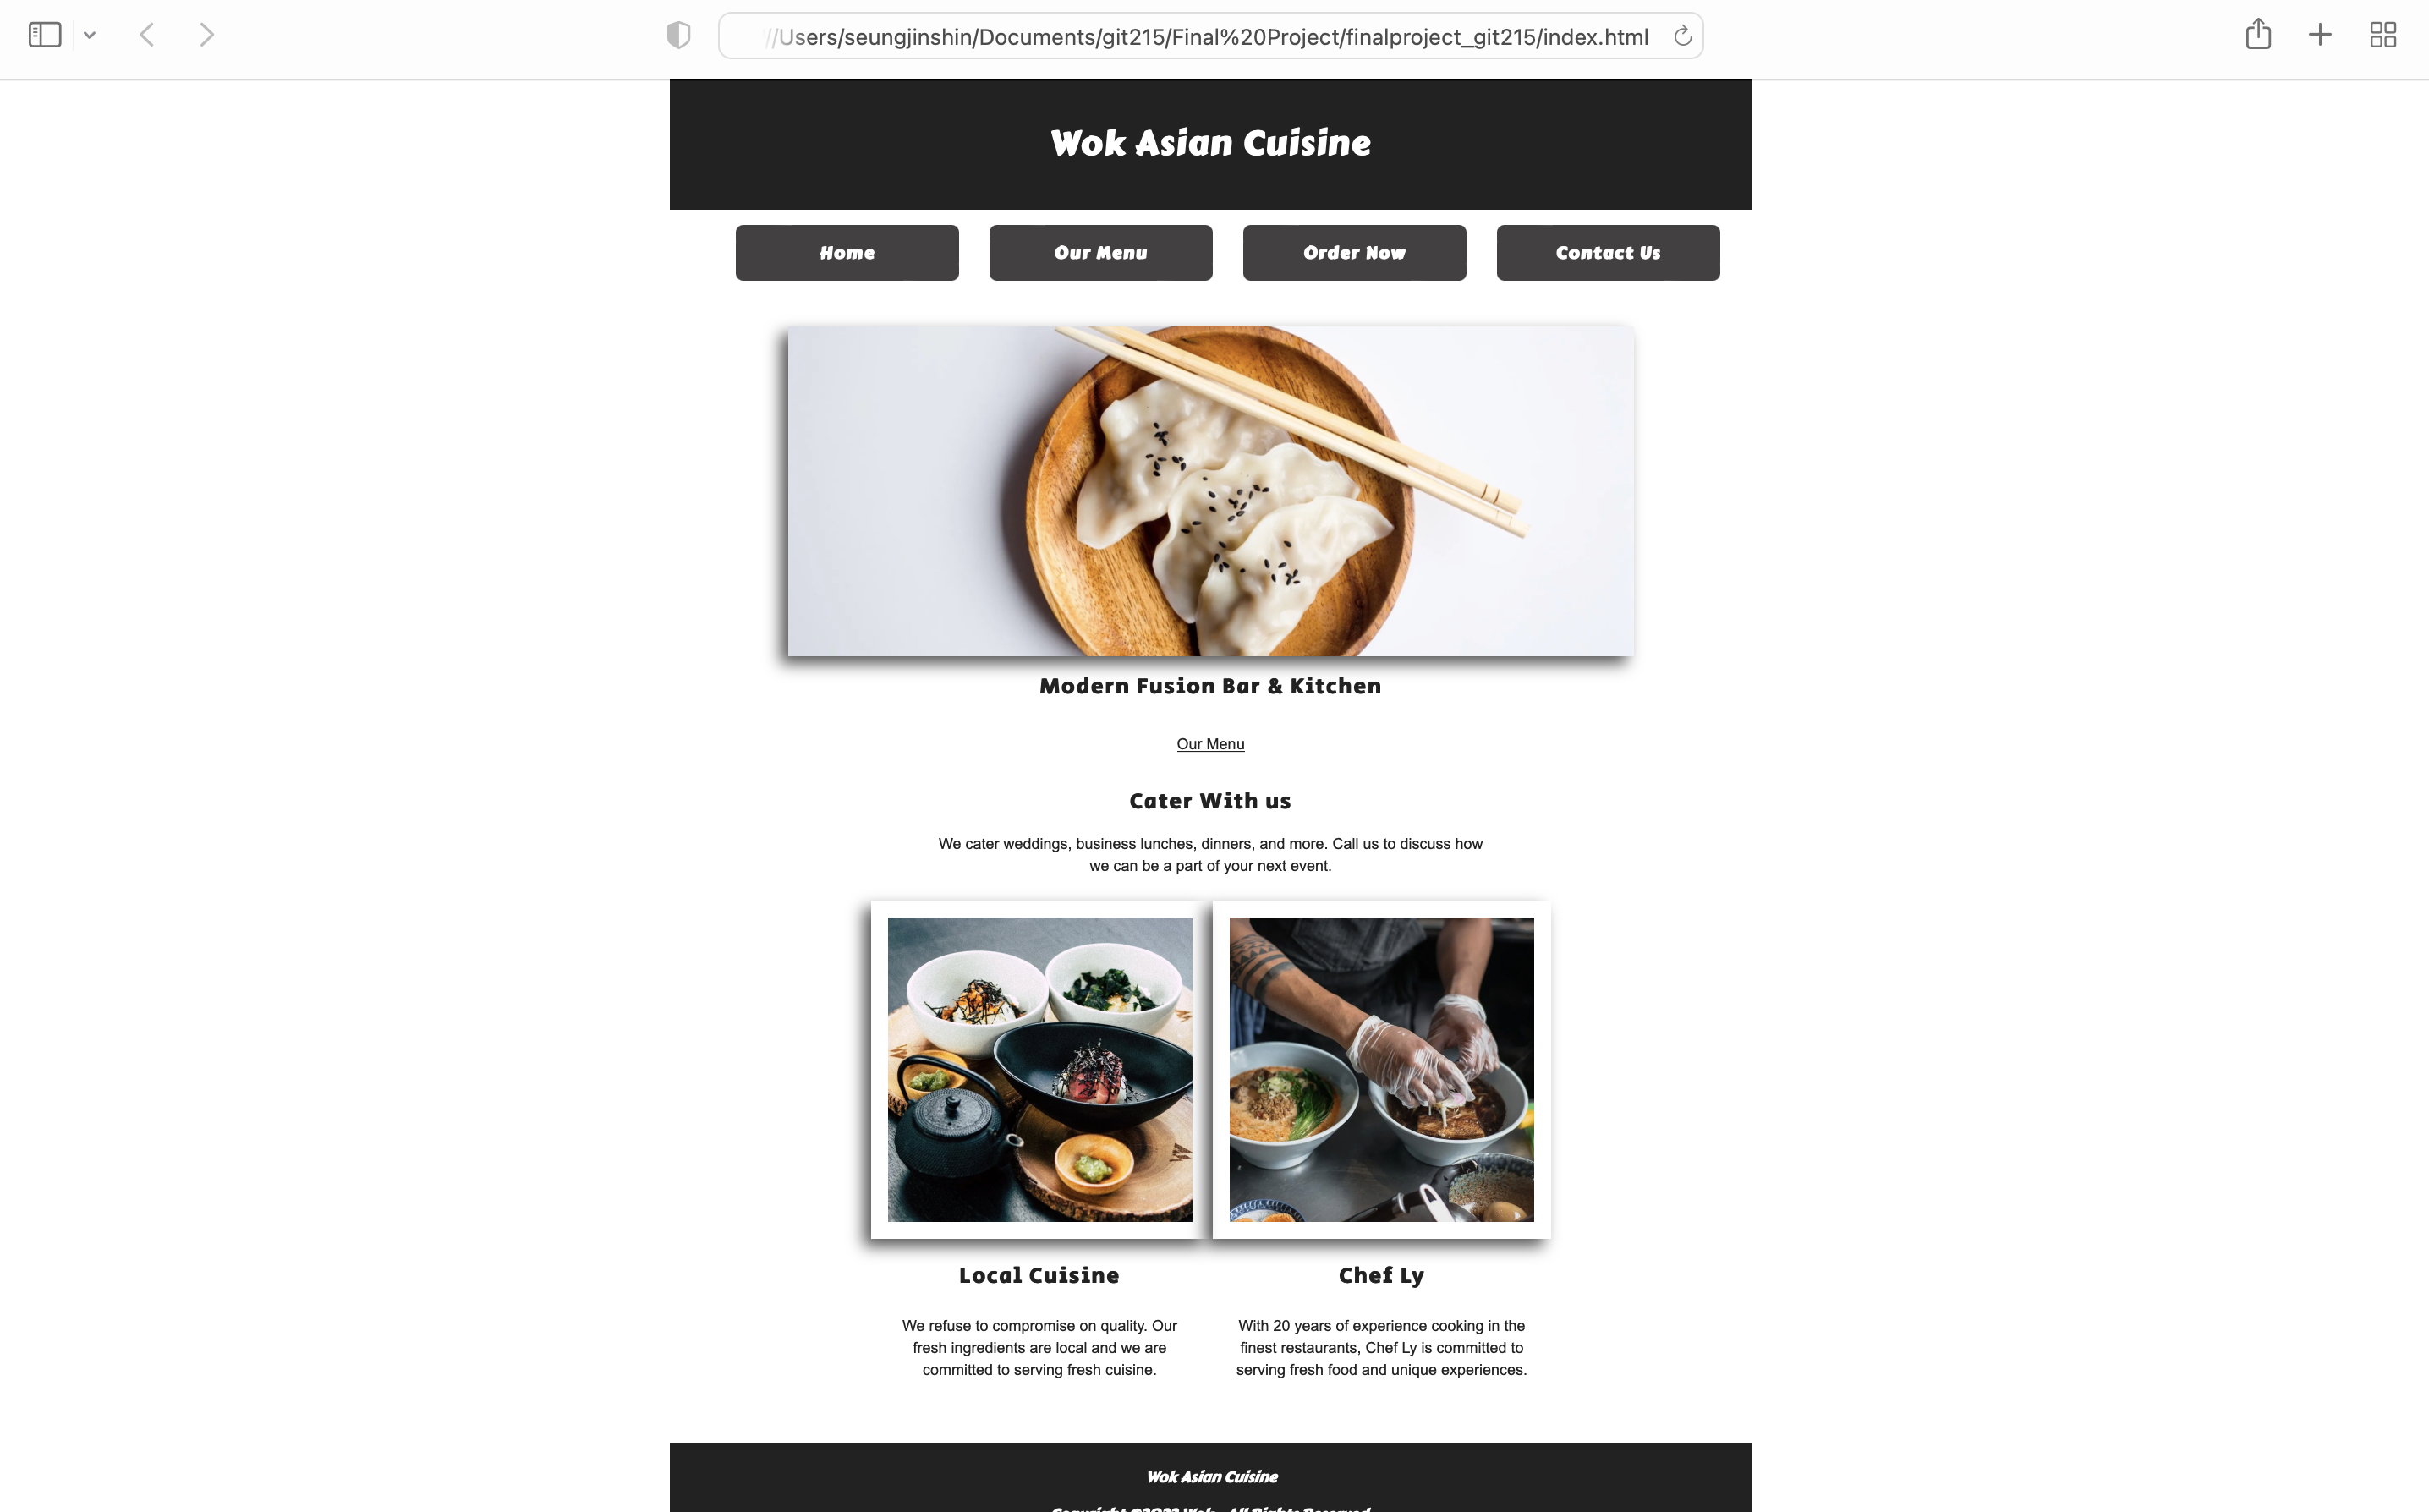 //Users/seungjinshin/Documents/git215/Final%20Project/finalproject_git215/index.html
Wok Asian Cuisine
Home
Our Menu
Order Now
Contact Us
Modern Fusion Bar & Kitchen
Our Menu
Cater With us
We cater weddings, business lunches, dinners, and more. Call us to discuss how
we can be a part of your next event.
Local Cuisine
We refuse to compromise on quality. Our
fresh ingredients are local and we are
committed to serving fresh cuisine.
Chef Ly
With 20 years of experience cooking in the
finest restaurants, Chef Ly is committed to
serving fresh food and unique experiences.
Wok Asian Cuisine